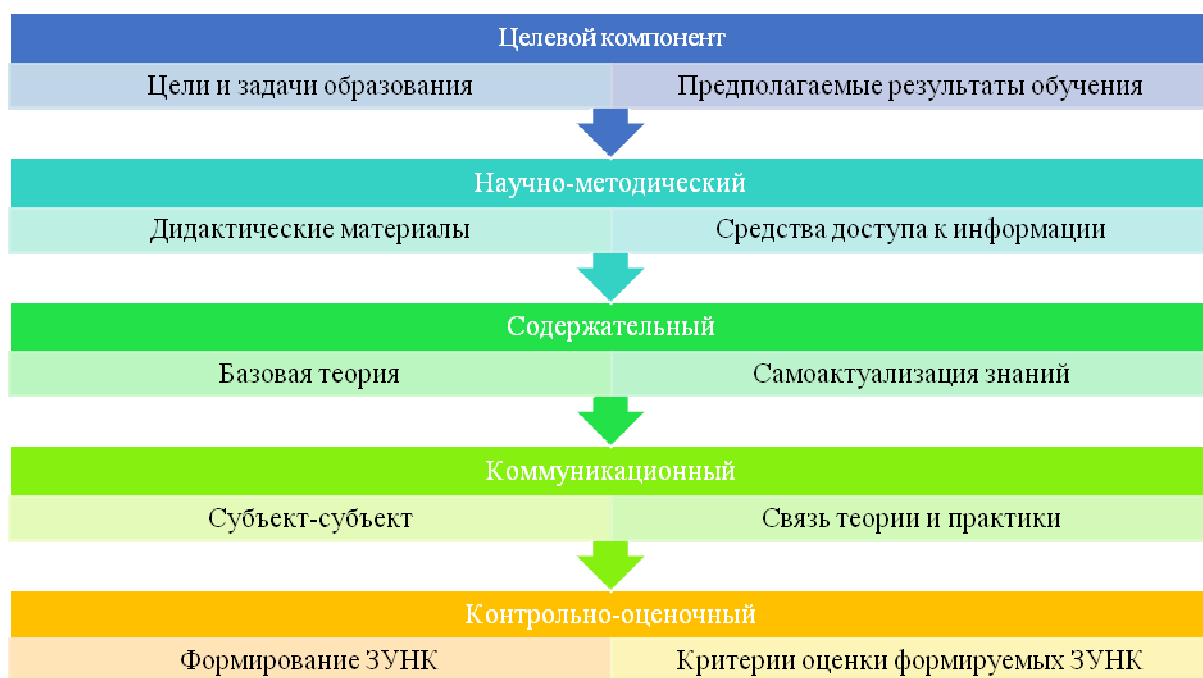 Целевой компонент
Цели и задачи образования
Предполагаемые результаты обучения
Научно-методический
Дидактические материалы
Средства доступа к информации
Содержательный
Базовая теория
Самоактуализация знаний
Коммуникационный
Субъект-субъект
Связь теории и практики
Контрольно-оценочный
Формирование ЗУНК
Критерии оценки формируемых ЗУНК